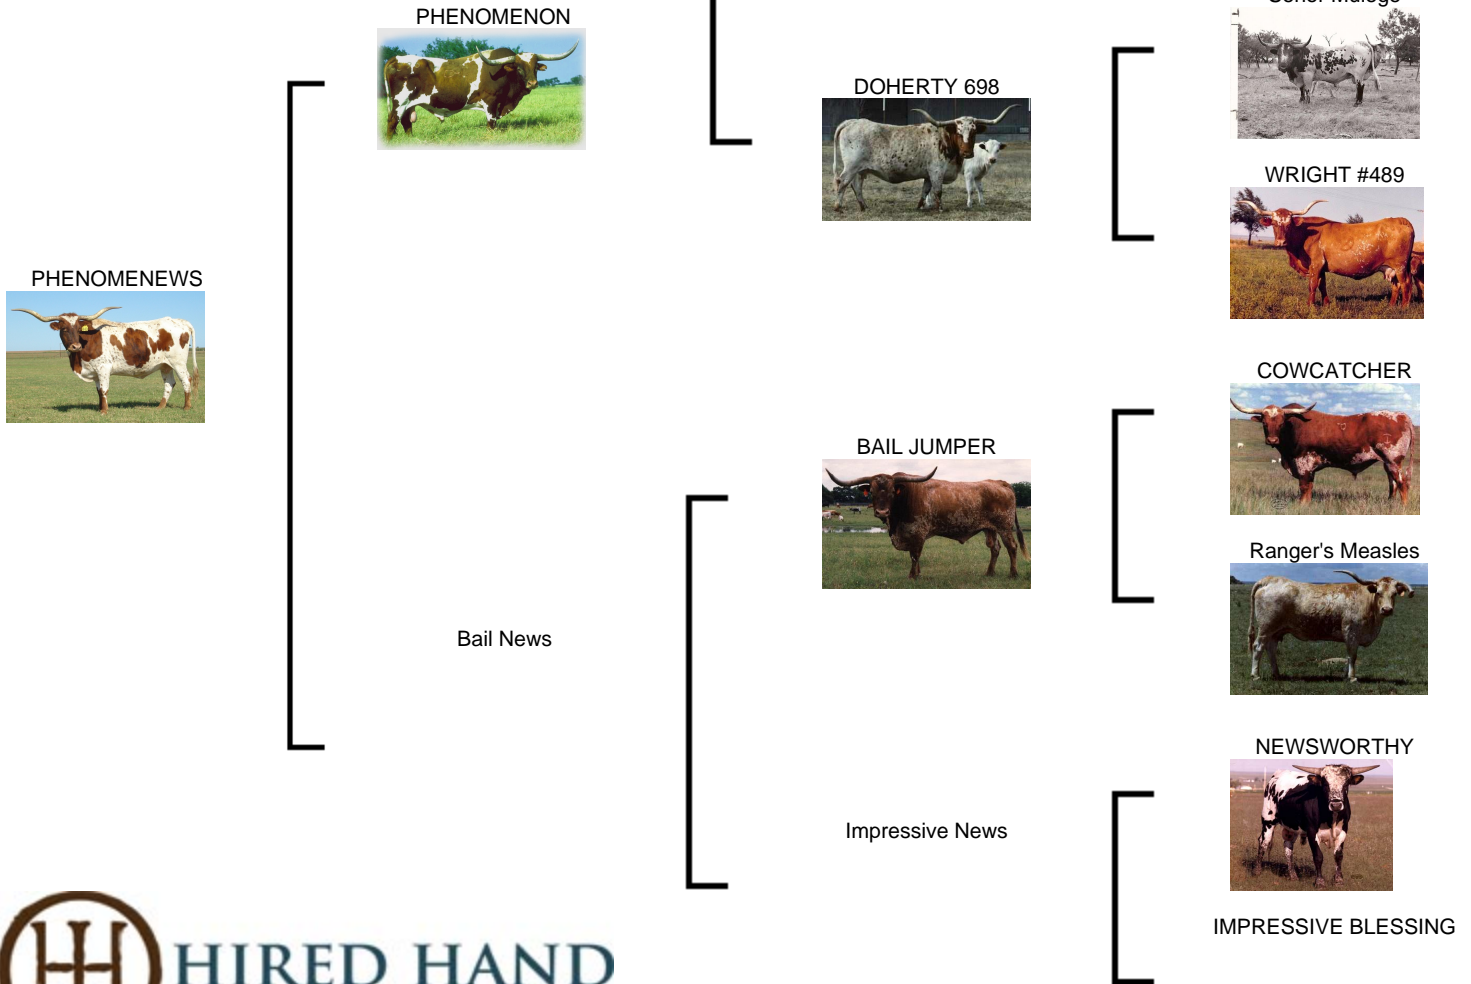 PHENOMENON
DOHERTY 698
WRIGHT #489
PHENOMENEWS
COWCATCHER
BAIL JUMPER
Ranger's Measles
Bail News
NEWSWORTHY
Impressive News
IMPRESSIVE BLESSING
HIRED HAND